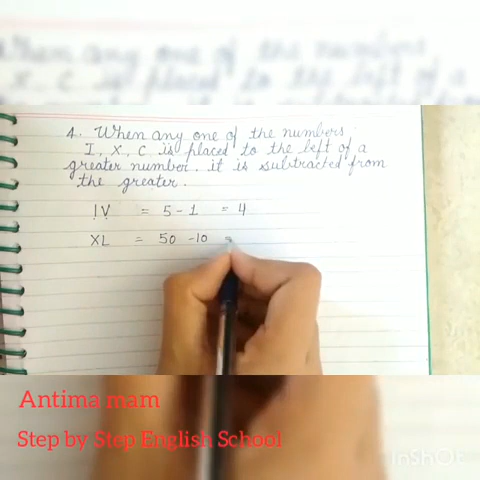 4. When any one of the numbers
I, X, C is placed to the left of a
greater number. it is subtracted from
the greater.
IV = 5 - 1 = 4
XL = 50 - 10 =
Antima mam
Step by Step English School
InShOt